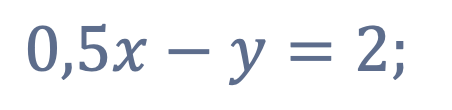 0,5x − y = 2;